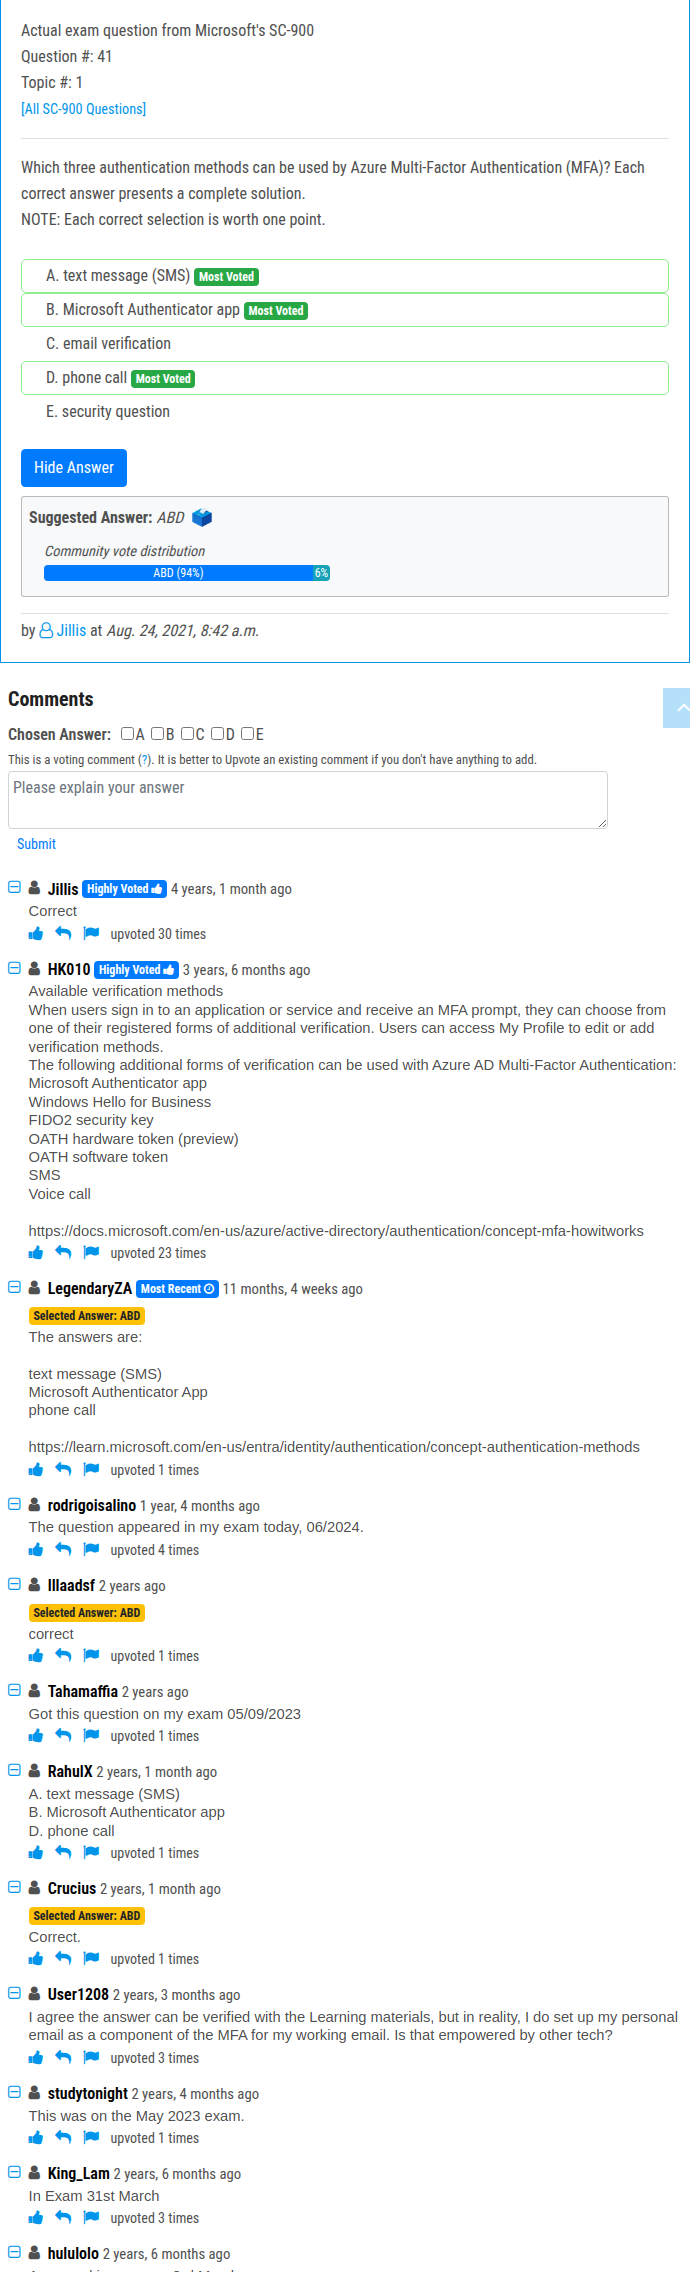 Actual exam question from Microsoft's SC-900
Question #: 41
Topic #: 1
[All SC-900 Questions]
Which three authentication methods can be used by Azure Multi-Factor Authentication (MFA)? Each
correct answer presents a complete solution.
NOTE: Each correct selection is worth one point.
A. text message (SMS) Most Voted
B. Microsoft Authenticator app Most Voted
C. email verification
D. phone call Most Voted
E. security question
Hide Answer
Suggested Answer: ABD
Community vote distribution
ABD (94%) 6%
by Jillis at Aug. 24, 2021, 8:42 a.m.
Comments
Chosen Answer: A B C D E
This is a voting comment (?). It is better to Upvote an existing comment if you don't have anything to add.
Please explain your answer
Submit
Jillis Highly Voted 4 years, 1 month ago
Correct
upvoted 30 times
HK010 Highly Voted 3 years, 6 months ago
Available verification methods
When users sign in to an application or service and receive an MFA prompt, they can choose from
one of their registered forms of additional verification. Users can access My Profile to edit or add
verification methods.
The following additional forms of verification can be used with Azure AD Multi-Factor Authentication:
Microsoft Authenticator app
Windows Hello for Business
FIDO2 security key
OATH hardware token (preview)
OATH software token
SMS
Voice call
https://docs.microsoft.com/en-us/azure/active-directory/authentication/concept-mfa-howitworks
upvoted 23 times
LegendaryZA Most Recent 11 months, 4 weeks ago
Selected Answer: ABD
The answers are:
text message (SMS)
Microsoft Authenticator App
phone call
https://learn.microsoft.com/en-us/entra/identity/authentication/concept-authentication-methods
upvoted 1 times
rodrigoisalino 1 year, 4 months ago
The question appeared in my exam today, 06/2024.
upvoted 4 times
Illaadsf 2 years ago
Selected Answer: ABD
correct
upvoted 1 times
Tahamaffia 2 years ago
Got this question on my exam 05/09/2023
upvoted 1 times
RahulX 2 years, 1 month ago
A. text message (SMS)
B. Microsoft Authenticator app
D. phone call
upvoted 1 times
Crucius 2 years, 1 month ago
Selected Answer: ABD
Correct.
upvoted 1 times
User1208 2 years, 3 months ago
I agree the answer can be verified with the Learning materials, but in reality, I do set up my personal
email as a component of the MFA for my working email. Is that empowered by other tech?
upvoted 3 times
studytonight 2 years, 4 months ago
This was on the May 2023 exam.
upvoted 1 times
King_Lam 2 years, 6 months ago
In Exam 31st March
upvoted 3 times
hululolo 2 years, 6 months ago